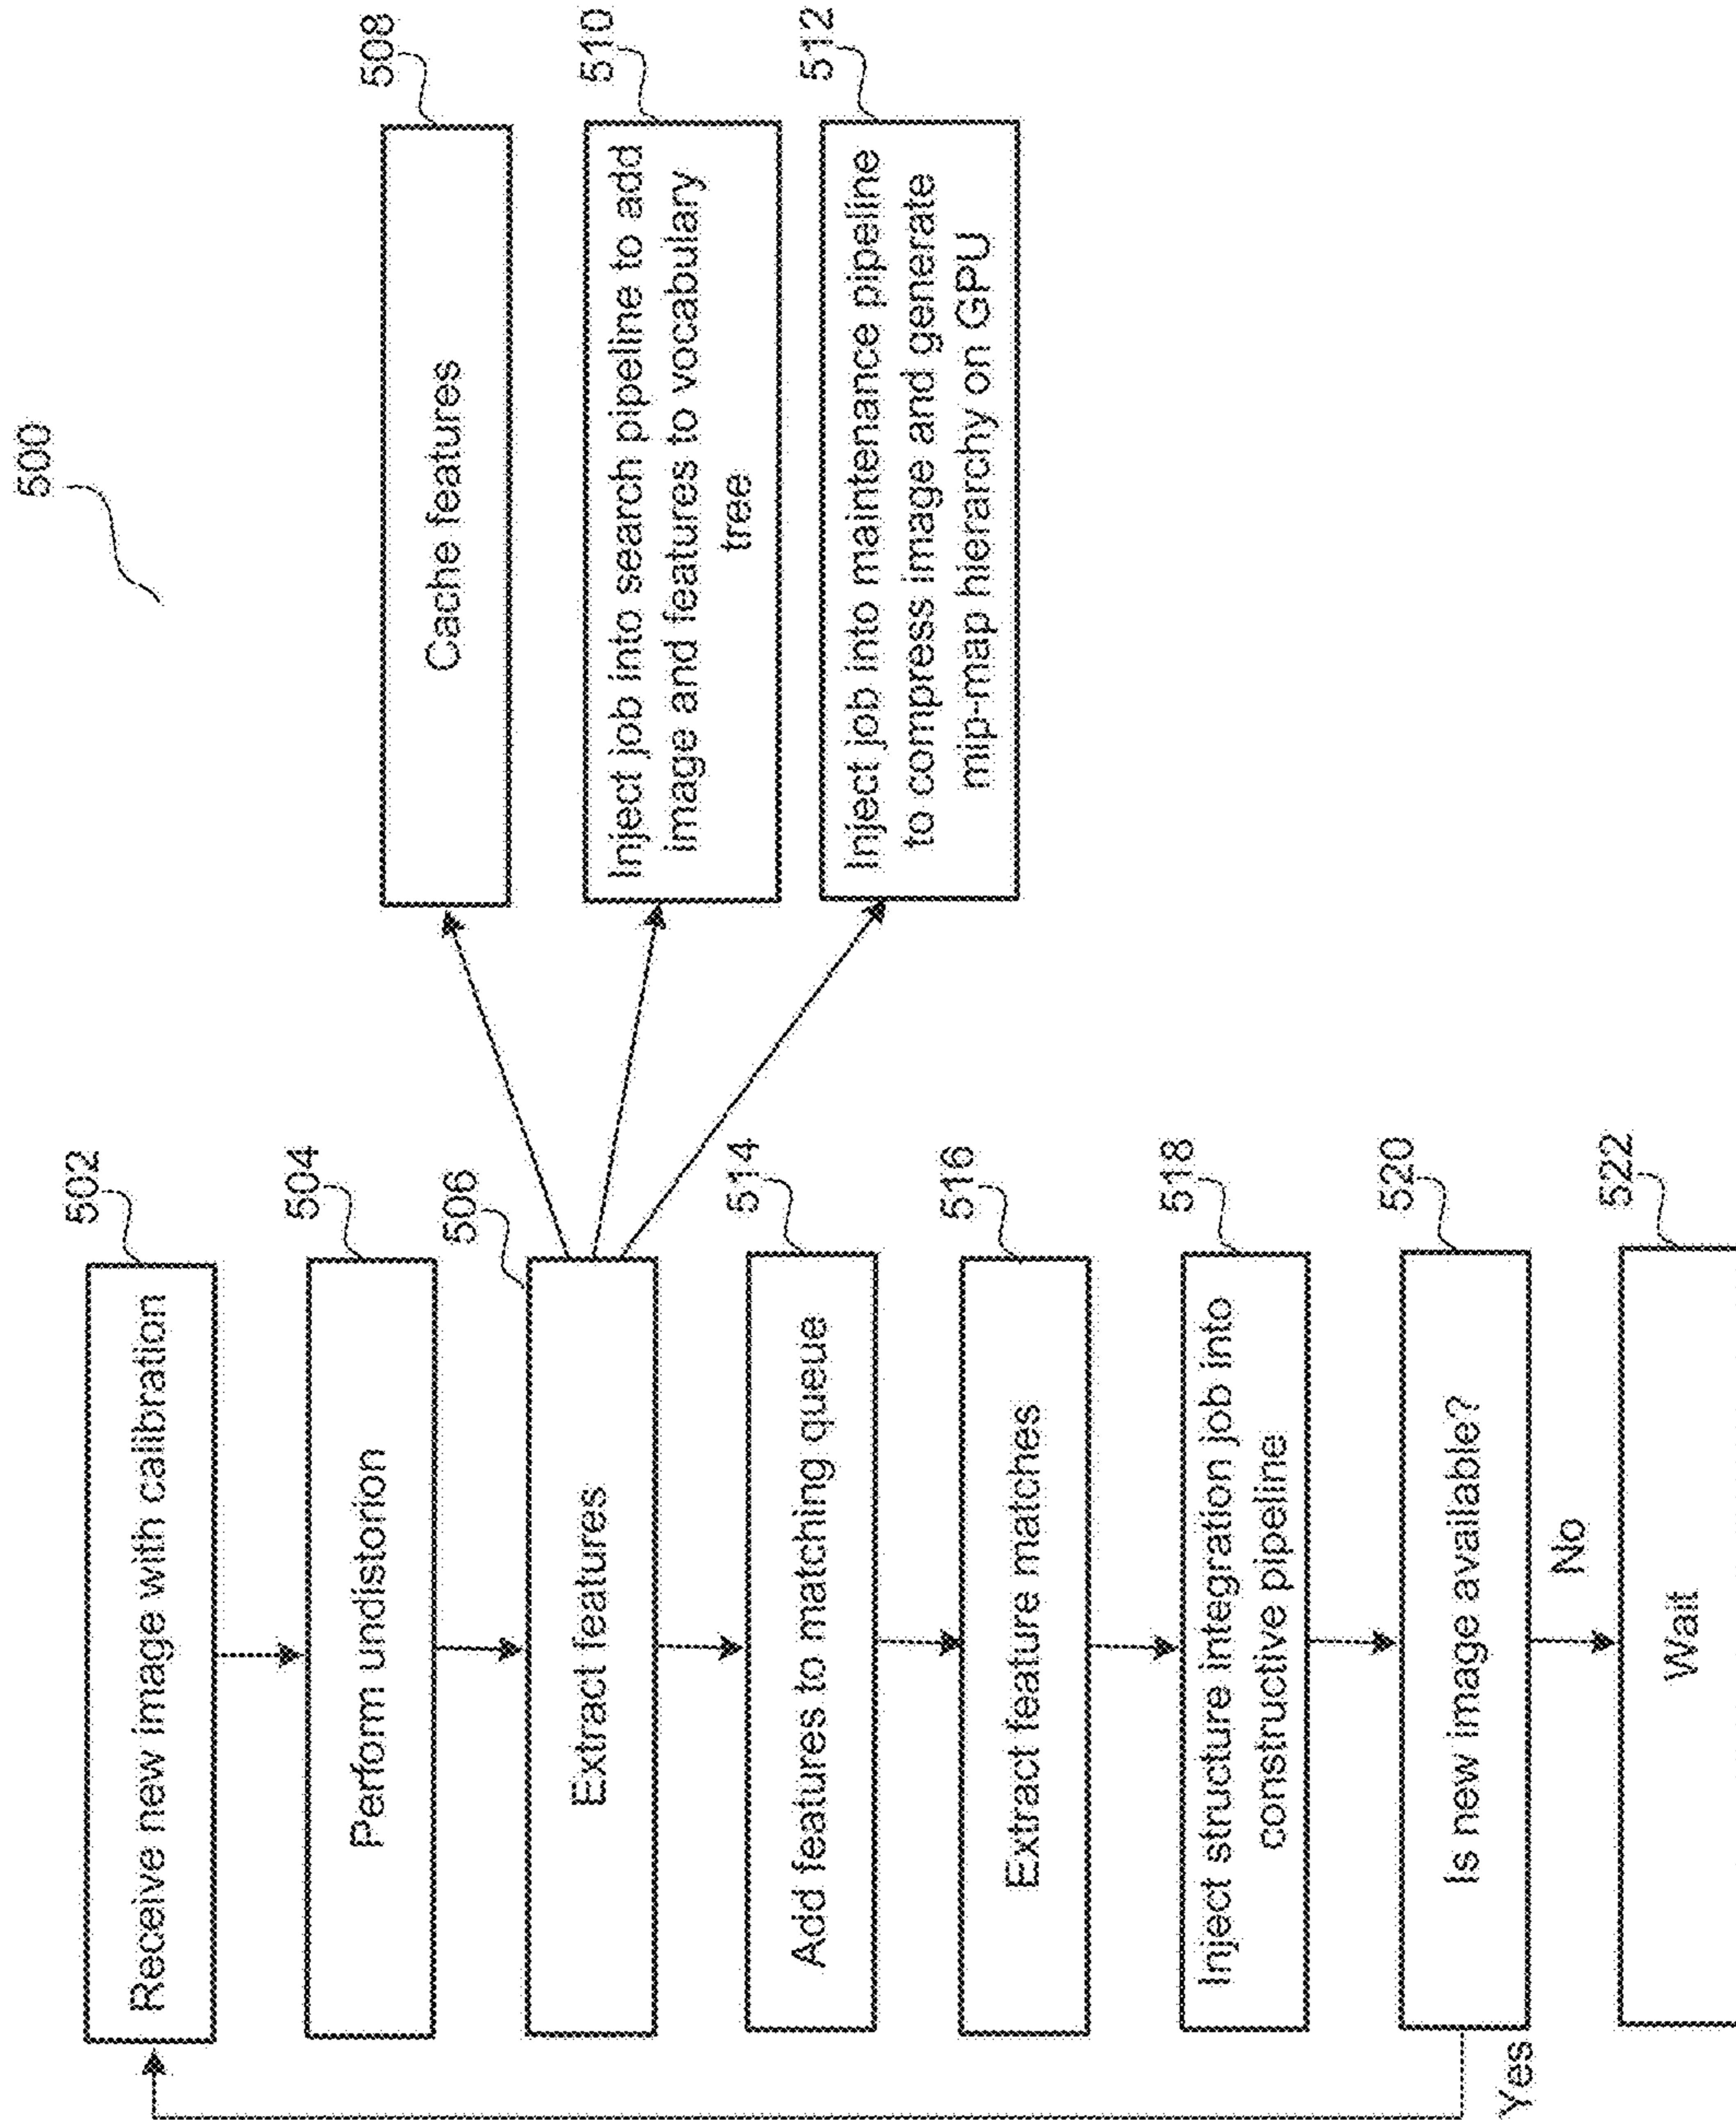 500
502
Receive new image with calibration
504
Perform undistorion
506
Extract features
508
Cache features
510
Inject job into search pipeline to add
image and features to vocabulary
tree
512
Inject job into maintenance pipeline
to compress image and generate
mip-map hierarchy on GPU
514
Add features to matching queue
516
Extract feature matches
518
Inject structure integration job into
constructive pipeline
520
Is new image available?
Yes
No
522
Wait